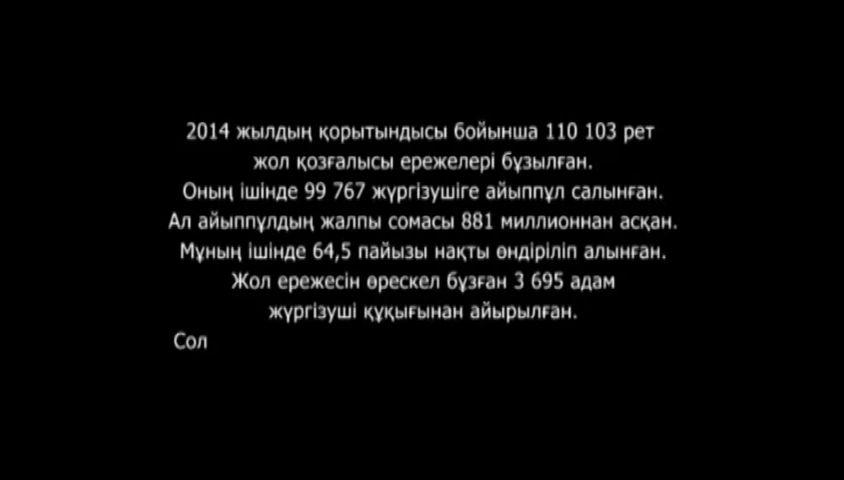 2014 жылдың қорытындысы бойынша 110 103 рет
жол қозғалысы ережелері бұзылған.
Оның ішінде 99 767 жүргізушіге айыппұл салынған.
Ал айыппұлдың жалпы сомасы 881 миллионнан асқан.
Мұның ішінде 64,5 пайызы нақты өндіріліп алынған.
Жол ережесін өрескел бұзған 3 695 адам
жүргізуші құқығынан айырылған.
Сол